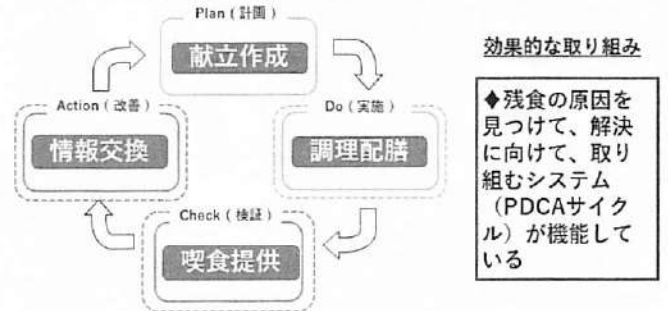 Plan(計画)
献立作成
効果的な取り組み
Action(改善)
情報交換
Do(実施)
調理配膳
Check(検証)
喫食提供
◆残食の原因を
見つけて、解決
に向けて、取り
組むシステム
(PDCAサイク
ル)が機能して
いる